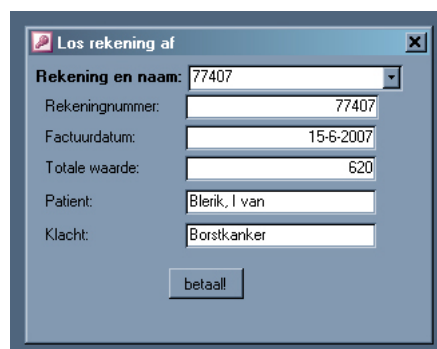 Los rekening af
Rekening en naam: 77407
Rekeningnummer: 77407
Factuurdatum: 15-6-2007
Totale waarde: 620
Patient: Blerik, I van
Klacht: Borstkanker
betaal!